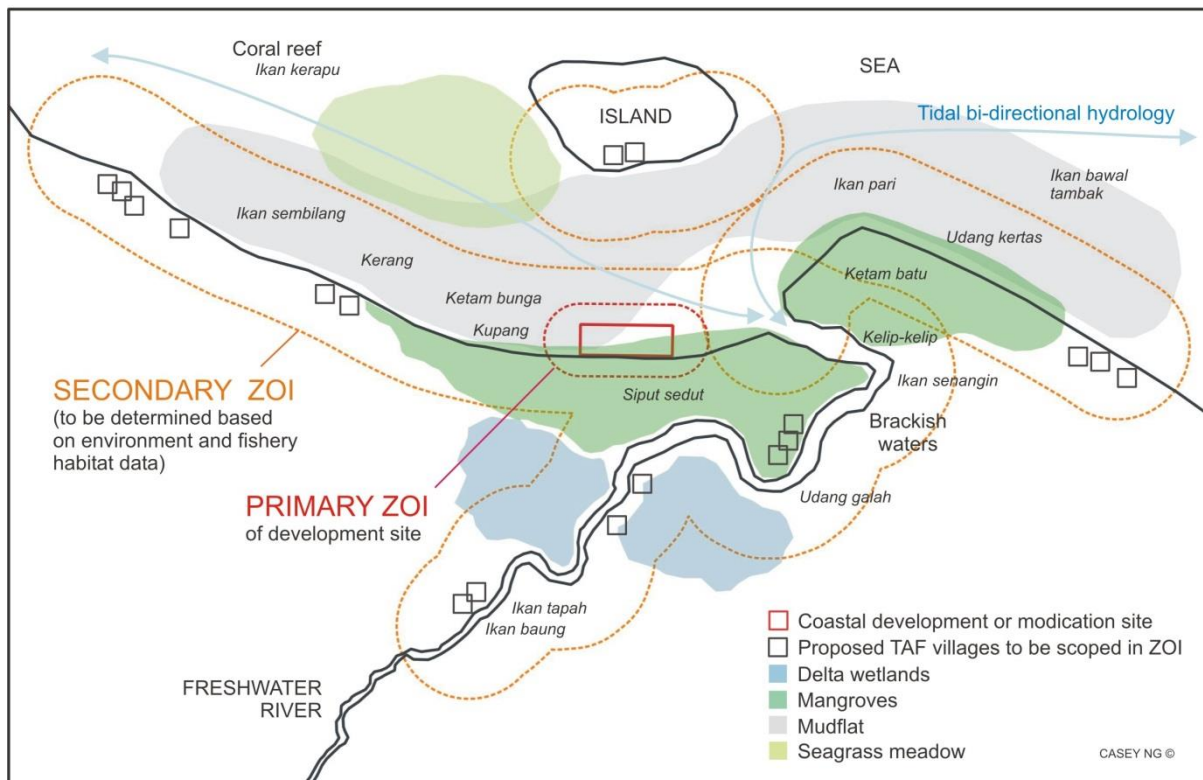 Coral reef
Ikan kerapu
SEA
ISLAND
Tidal bi-directional hydrology
Ikan pari
Ikan bawal
tambak
Ikan sembilang
Udang kertas
Kerang
Ketam batu
Ketam bunga
Kupang
Kelip-kelip
SECONDARY ZOI
(to be determined based
on environment and fishery
habitat data)
Siput sedut
Ikan senangin
Brackish
waters
PRIMARY ZOI
of development site
Udang galah
Ikan tapah
Ikan baung
FRESHWATER
RIVER
Coastal development or modication site
Proposed TAF villages to be scoped in ZOI
Delta wetlands
Mangroves
Mudflat
Seagrass meadow
CASEY NG ©